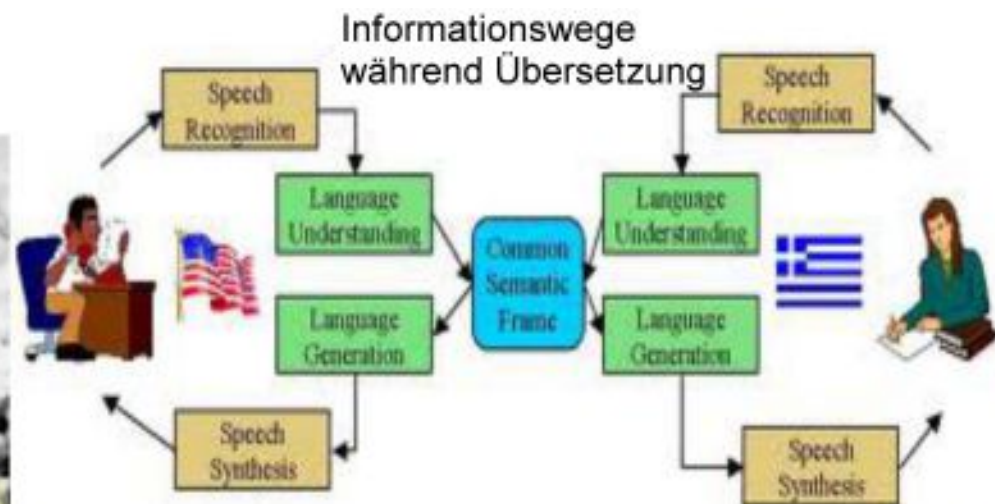 Informationswege
während Übersetzung
Speech
Recognition
Speech
Recognition
Language
Understanding
Language
Understanding
Common
Semantic
Frame
Language
Generation
Language
Generation
Speech
Synthesis
Speech
Synthesis